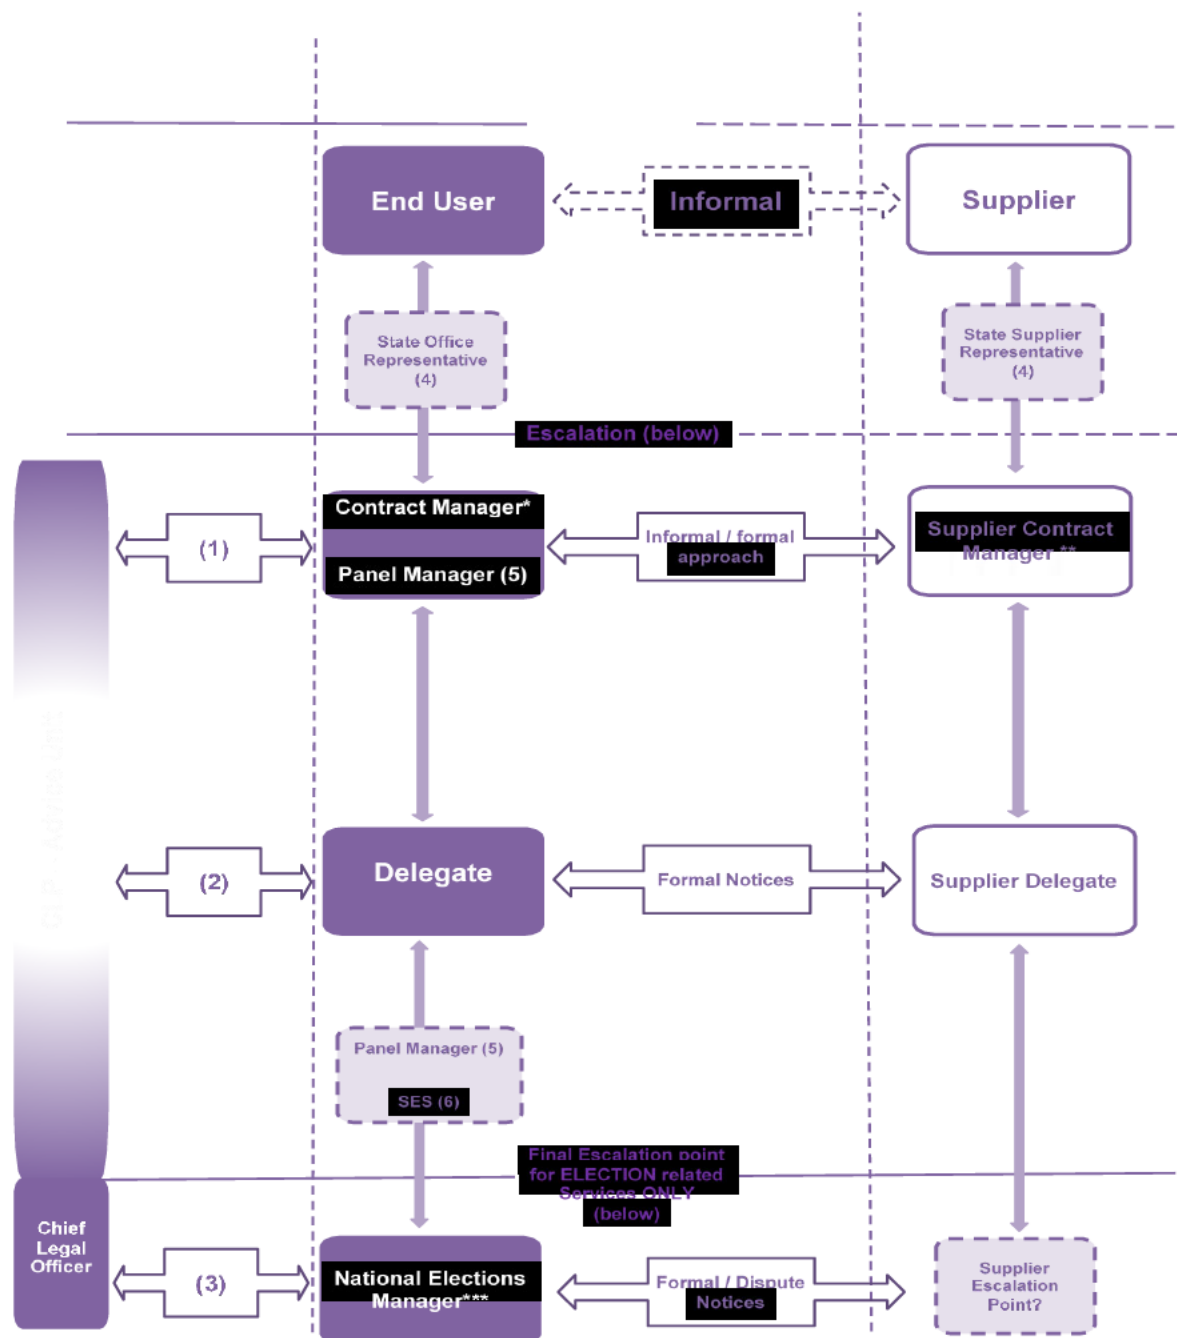 End User
Informal
Supplier
State Office
Representative
(4)
State Supplier
Representative
(4)
Escalation (below)
(1)
Contract Manager*
Panel Manager (5)
Informal / formal
approach
Supplier Contract
Manager **
(2)
Delegate
Formal Notices
Supplier Delegate
Panel Manager (5)
SES (6)
Final Escalation point
for ELECTION related
Services ONLY
(below)
Chief
Legal
Officer
(3)
National Elections
Manager***
Formal / Dispute
Notices
Supplier
Escalation
Point?